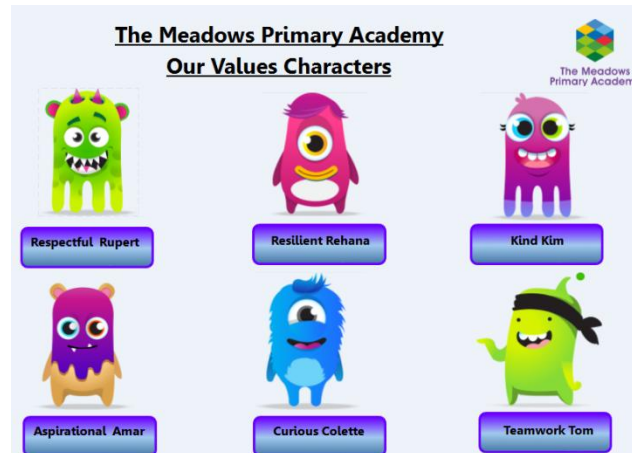 The Meadows Primary Academy
Our Values Characters
The Meadows
Primary Academy
Respectful Rupert
Resilient Rehana
Kind Kim
Aspirational Amar
Curious Colette
Teamwork Tom